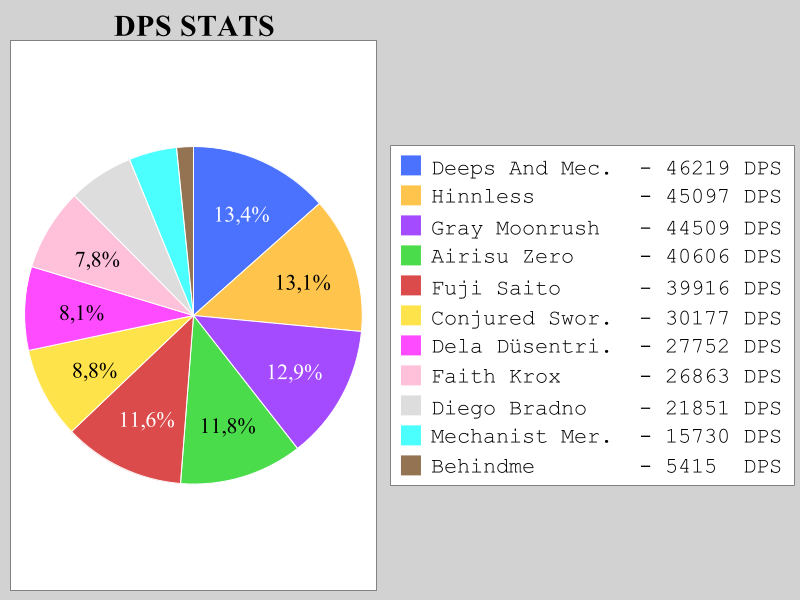 DPS STATS
13,4%
13,1%
12,9%
11,8%
11,6%
8,8%
8,1%
7,8%
Deeps And Mec. - 46219 DPS
Hinnless - 45097 DPS
Gray Moonrush - 44509 DPS
Airisu Zero - 40606 DPS
Fuji Saito - 39916 DPS
Conjured Swor. - 30177 DPS
Dela Düsentri. - 27752 DPS
Faith Krox - 26863 DPS
Diego Bradno - 21851 DPS
Mechanist Mer. - 15730 DPS
Behindme - 5415 DPS